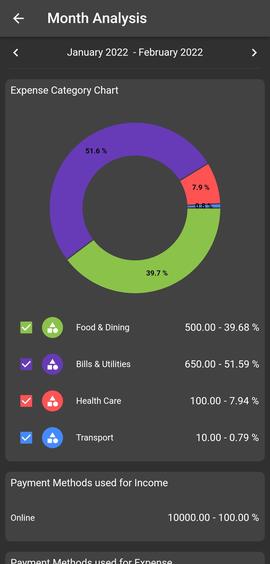 Month Analysis
January 2022 - February 2022
Expense Category Chart
51.6 %
7.9 %
0.8 %
39.7 %
Food & Dining 500.00 - 39.68 %
Bills & Utilities 650.00 - 51.59 %
Health Care 100.00 - 7.94 %
Transport 10.00 - 0.79 %
Payment Methods used for Income
Online 10000.00 - 100.00 %
Payment Methods used for Expense